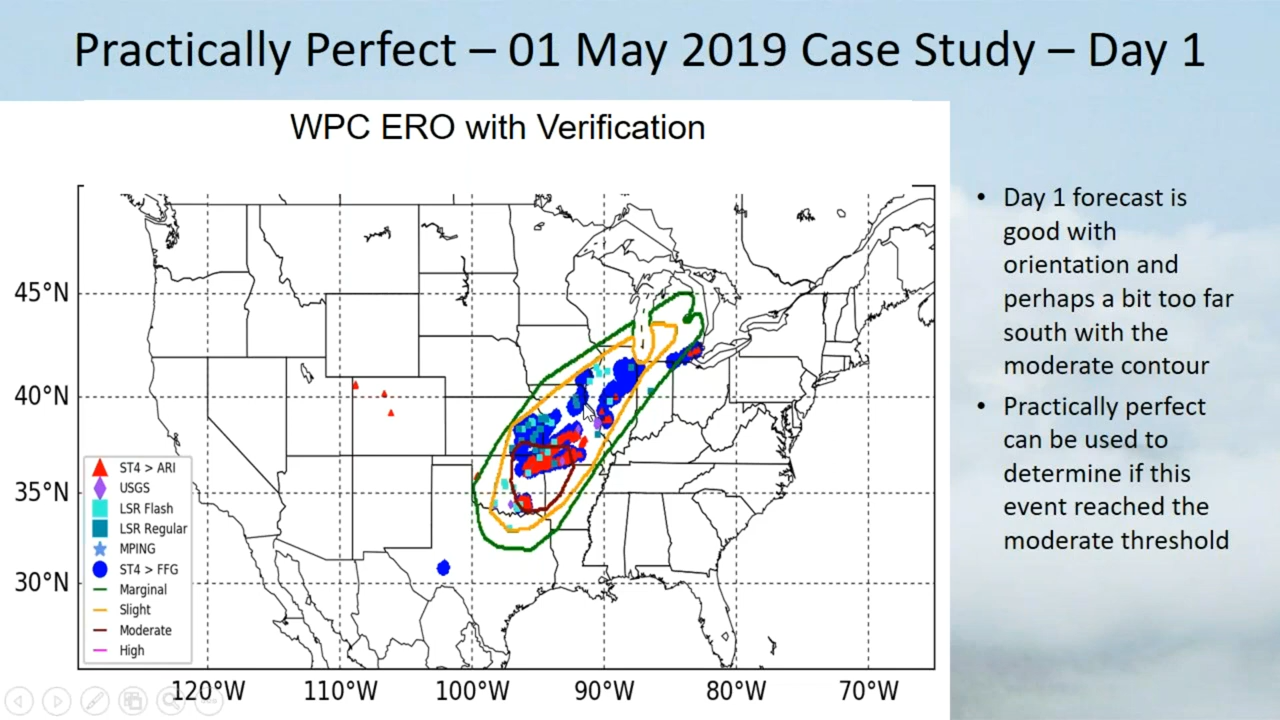 Practically Perfect – 01 May 2019 Case Study – Day 1
WPC ERO with Verification
45°N
40°N
35°N
30°N
120°W
110°W
100°W
90°W
80°W
70°W
ST4 > ARI
USGS
LSR Flash
LSR Regular
MPING
ST4 > FFG
Marginal
Slight
Moderate
High
• Day 1 forecast is
good with
orientation and
perhaps a bit too far
south with the
moderate contour
• Practically perfect
can be used to
determine if this
event reached the
moderate threshold